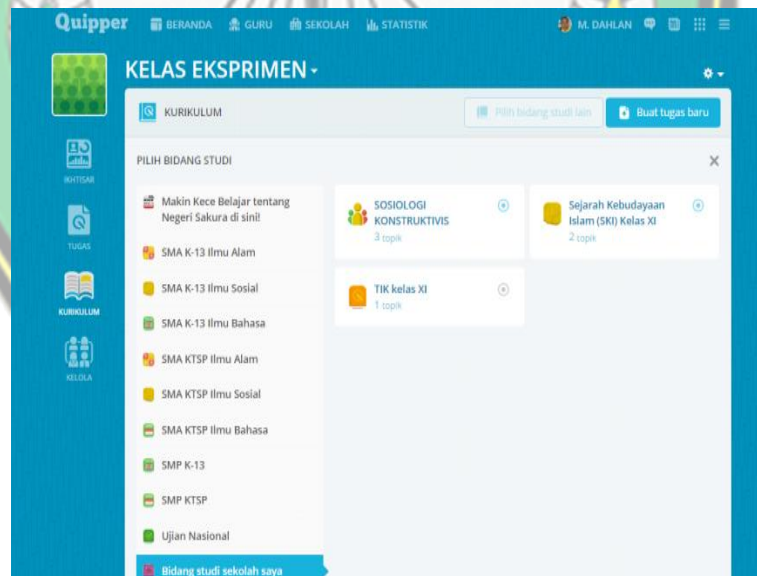 Quipper BERANDA GURU SEKOLAH STATISTIK M. DAHLAN
KELAS EKSPRIMEN
KURIKULUM Pilih bidang studi lain Buat tugas baru
PILIH BIDANG STUDI
IKHTISAR
TUGAS
KURIKULUM
KELOLA
Makin Kece Belajar tentang
Negeri Sakura di sini!
SMA K-13 Ilmu Alam
SMA K-13 Ilmu Sosial
SMA K-13 Ilmu Bahasa
SMA KTSP Ilmu Alam
SMA KTSP Ilmu Sosial
SMA KTSP Ilmu Bahasa
SMP K-13
SMP KTSP
Ujian Nasional
Bidang studi sekolah saya
SOSIOLOGI
KONSTRUKTIVIS
3 topik
Sejarah Kebudayaan
Islam (SKI) Kelas XI
2 topik
TIK kelas XI
1 topik